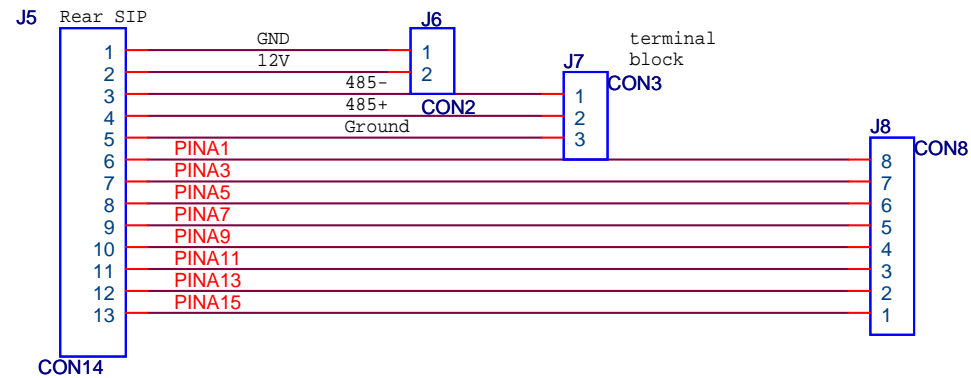 J5 Rear SIP
J6
GND
1 1
terminal
12V
block
2 2
J7
485-
CON3
3 1
485+
CON2
4 2
Ground
5 3
J8
PINA1
CON8
6 8
PINA3
7 7
PINA5
8 6
PINA7
9 5
PINA9
10 4
PINA11
11 3
PINA13
12 2
PINA15
13 1
CON14